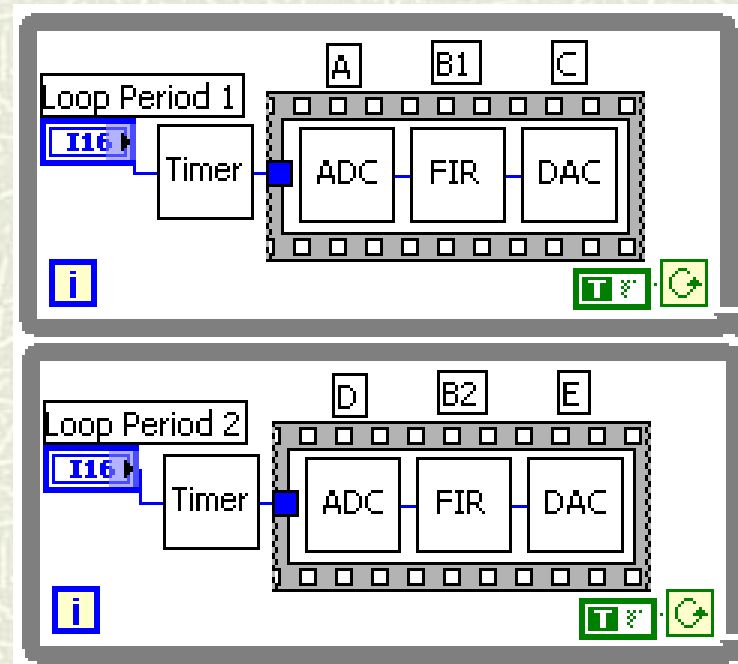 A B1 C
Loop Period 1
I16
Timer ADC FIR DAC
i T
D B2 E
Loop Period 2
I16
Timer ADC FIR DAC
i T